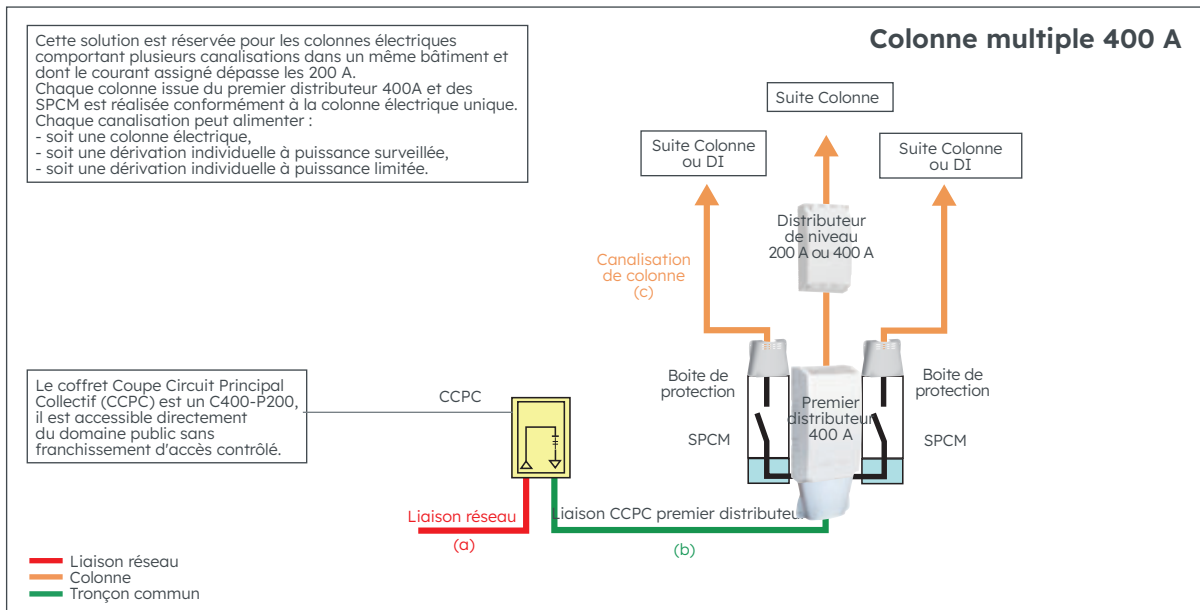 Colonne multiple 400 A
Cette solution est réservée pour les colonnes électriques
comportant plusieurs canalisations dans un même bâtiment et
dont le courant assigné dépasse les 200 A.
Chaque colonne issue du premier distributeur 400A et des
SPCM est réalisée conformément à la colonne électrique unique.
Chaque canalisation peut alimenter :
- soit une colonne électrique,
- soit une dérivation individuelle à puissance surveillée,
- soit une dérivation individuelle à puissance limitée.
Suite Colonne
Suite Colonne
ou DI
Suite Colonne
ou DI
Distributeur
de niveau
200 A ou 400 A
Canalisation
de colonne
(c)
Boite de
protection
SPCM
Premier
distributeur
400 A
Boite de
protection
SPCM
Le coffret Coupe Circuit Principal
Collectif (CCPC) est un C400-P200,
il est accessible directement
du domaine public sans
franchissement d'accès contrôlé.
CCPC
Liaison réseau
(a)
Liaison CCPC premier distributeur
(b)
Liaison réseau
Colonne
Tronçon commun